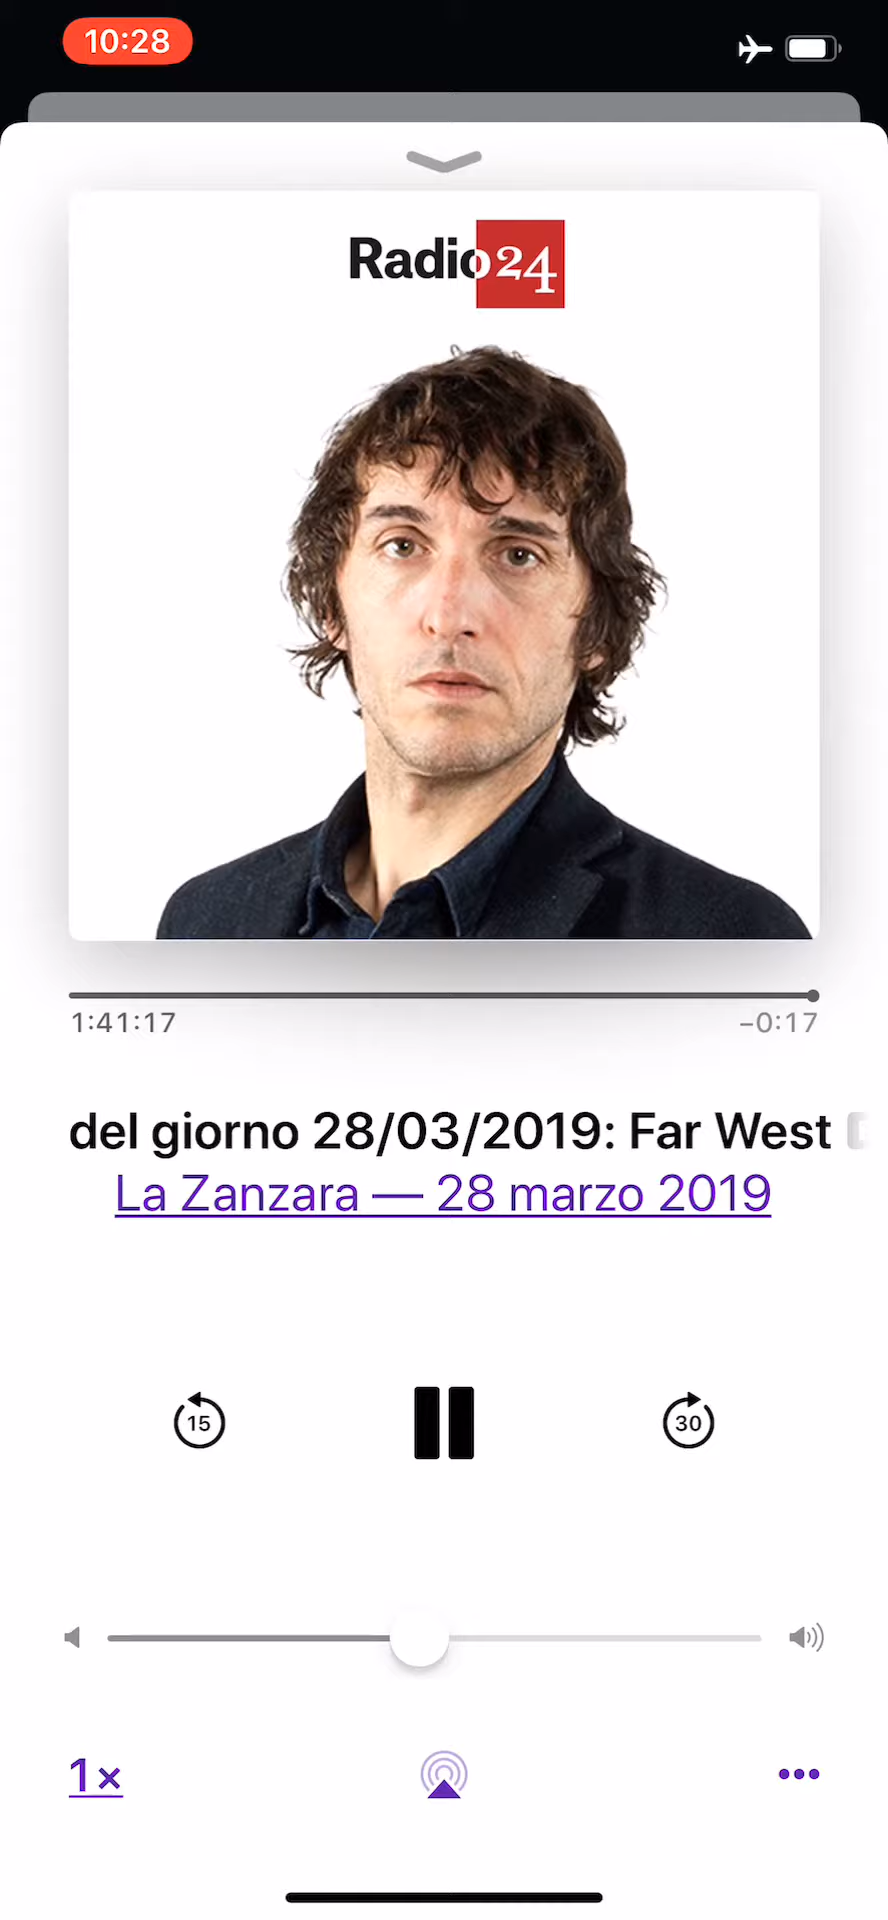 10:28
Radio24
1:41:17
−0:17
del giorno 28/03/2019: Far West
La Zanzara — 28 marzo 2019
15
30
1×